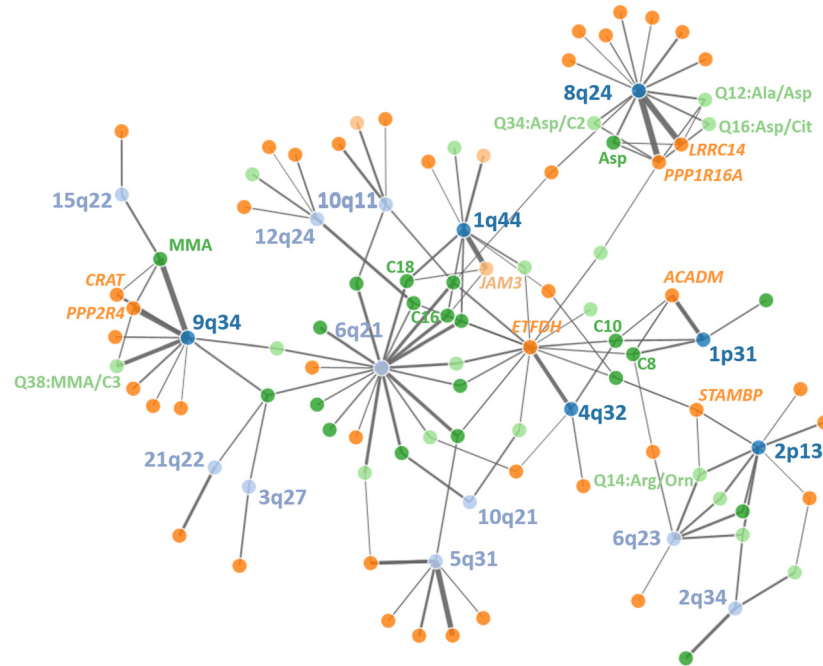 8q24
Q12:Ala/Asp
Q34:Asp/C2
Q16:Asp/Cit
LRRC14
Asp
PPP1R16A
15q22
10q11
1q44
12q24
MMA
C18
JAM3
CRAT
PPP2R4
C16
ACADM
9q34
6q21
ETFDH
C10
1p31
C8
Q38:MMA/C3
STAMBP
4q32
2p13
21q22
Q14:Arg/Orn
3q27
10q21
6q23
5q31
2q34